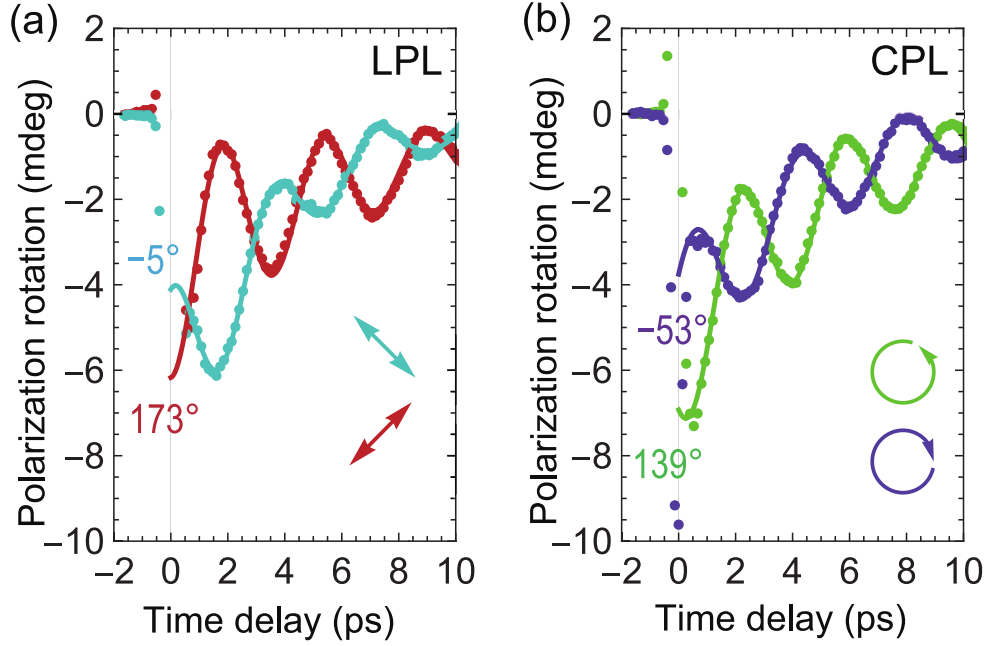 (a)
LPL
Polarization rotation (mdeg)
2
0
−2
−4
−6
−8
−10
−5°
173°
−2 0 2 4 6 8 10
Time delay (ps)
(b)
CPL
Polarization rotation (mdeg)
2
0
−2
−4
−6
−8
−10
−53°
139°
−2 0 2 4 6 8 10
Time delay (ps)